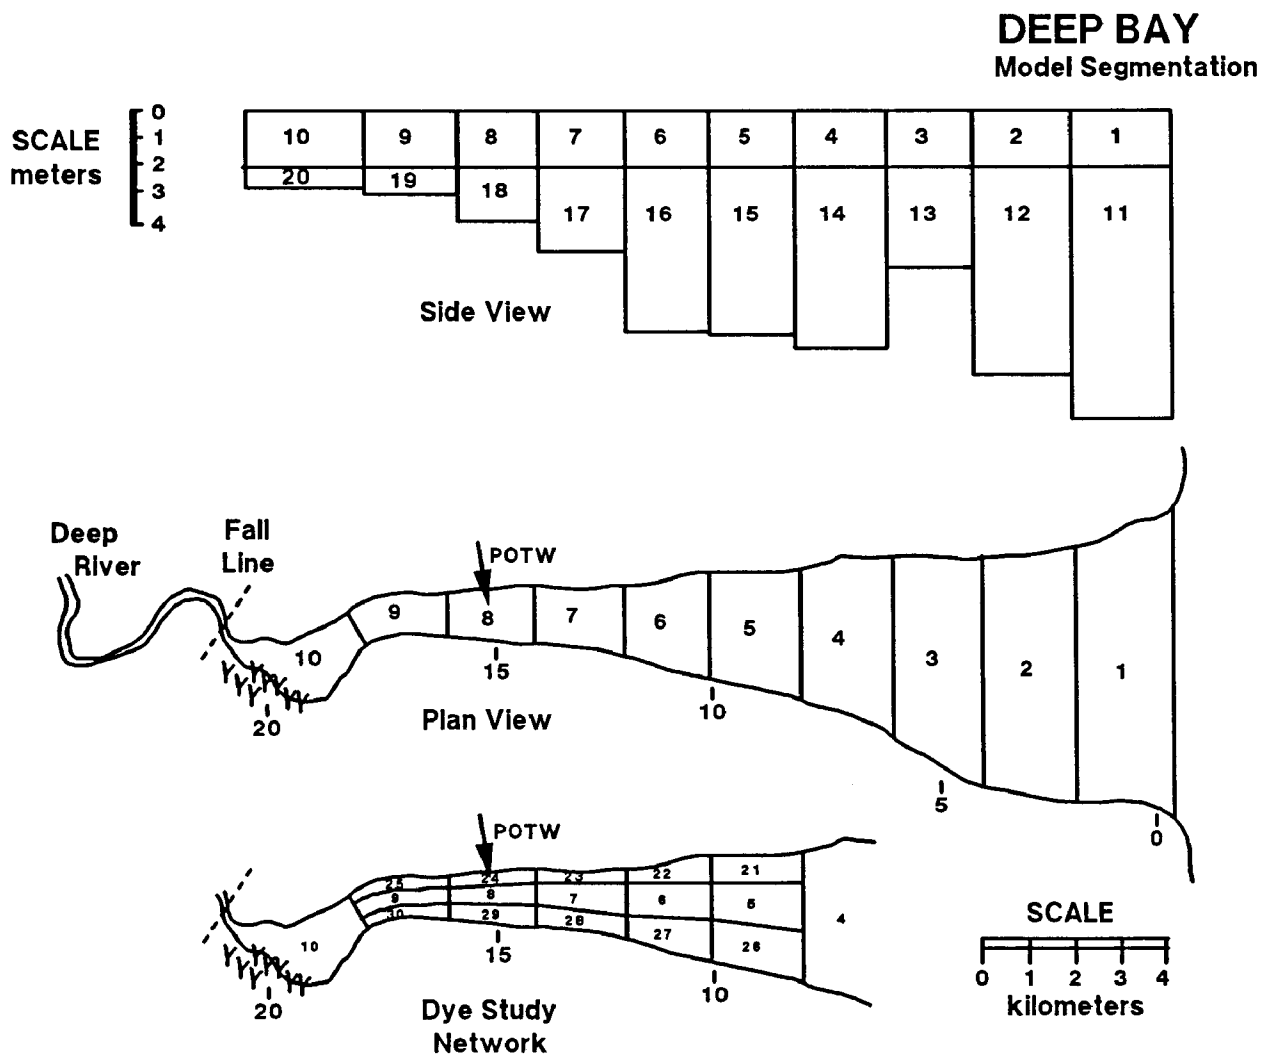 DEEP BAY
Model Segmentation
SCALE
meters
0
1
2
3
4
10 9 8 7 6 5 4 3 2 1
20 19 18 17 16 15 14 13 12 11
Side View
Deep
River
Fall
Line
POTW
10 9 8 7 6 5 4 3 2 1
20 15 10 5 0
Plan View
POTW
25 24 23 22 21
10 9 8 7 6 5 4
30 29 28 27 26
20 15 10
Dye Study
Network
SCALE
0 1 2 3 4
kilometers